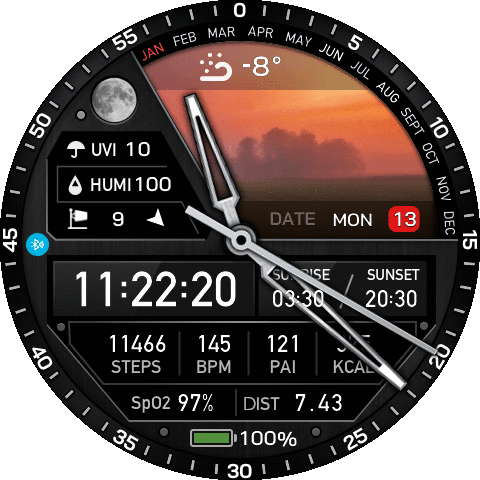 0
5
10
15
20
25
30
35
40
45
50
55
JAN FEB MAR APR MAY JUN JUL AUG SEPT OCT NOV DEC
-8°
UVI 10
HUMI 100
9
DATE MON 13
11:22:20
SUNRISE SUNSET
03:30 20:30
11466 145 121
STEPS BPM PAI KCAL
SpO2 97% DIST 7.43
100%